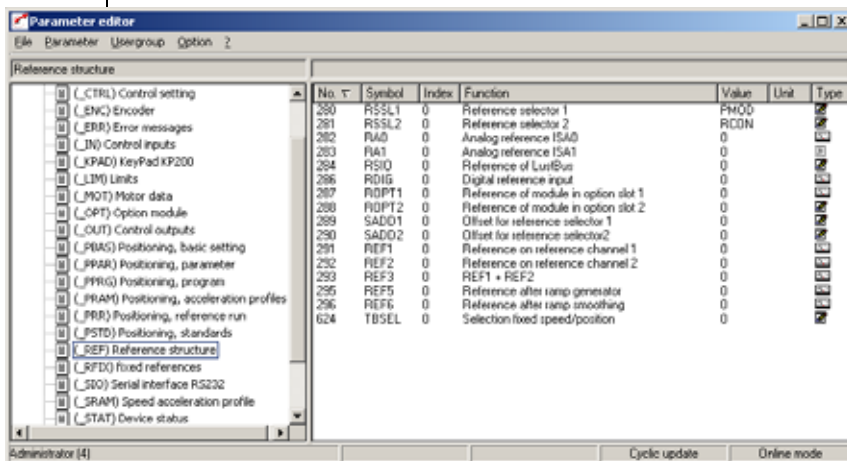 Parameter editor
File Parameter Usergroup Option ?
Reference structure
(_CTRL) Control setting
(_ENC) Encoder
(_ERR) Error messages
(_IN) Control inputs
(_KPAD) KeyPad KP200
(_LIM) Limits
(_MOT) Motor data
(_OPT) Option module
(_OUT) Control outputs
(_PBAS) Positioning, basic setting
(_PPAR) Positioning, parameter
(_PPRG) Positioning, program
(_PRAM) Positioning, acceleration profiles
(_PRR) Positioning, reference run
(_PSTD) Positioning, standards
(_REF) Reference structure
(_RFIX) fixed references
(_SIO) Serial interface RS232
(_SRAM) Speed acceleration profile
(_STAT) Device status
No. Symbol Index Function Value Unit Type
280 RSSL1 0 Reference selector 1 PMOD
281 RSSL2 0 Reference selector 2 RCON
282 RA0 0 Analog reference ISA0 0
283 RA1 0 Analog reference ISA1 0
284 RSIO 0 Reference of LustBus 0
286 RDIG 0 Digital reference input 0
287 ROPT1 0 Reference of module in option slot 1 0
288 ROPT2 0 Reference of module in option slot 2 0
289 SADD1 0 Offset for reference selector 1 0
290 SADD2 0 Offset for reference selector2 0
291 REF1 0 Reference on reference channel 1 0
292 REF2 0 Reference on reference channel 2 0
293 REF3 0 REF1 + REF2 0
295 REF5 0 Reference after ramp generator 0
296 REF6 0 Reference after ramp smoothing 0
624 TBSEL 0 Selection fixed speed/position 0
Administrator (4) Cyclic update Online mode